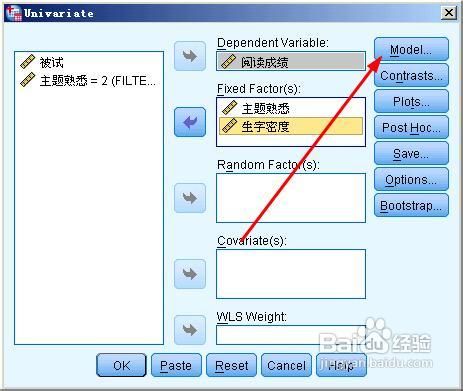 Univariate
被试
主题熟悉 = 2 (FILTE...
Dependent Variable:
阅读成绩
Fixed Factor(s):
主题熟悉
生字密度
Random Factor(s):
Covariate(s):
WLS Weight:
Model...
Contrasts...
Plots...
Post Hoc...
Save...
Options...
Bootstrap...
OK
Paste
Reset
Cancel
Help
Baidu 经验
jingyan.baidu.com